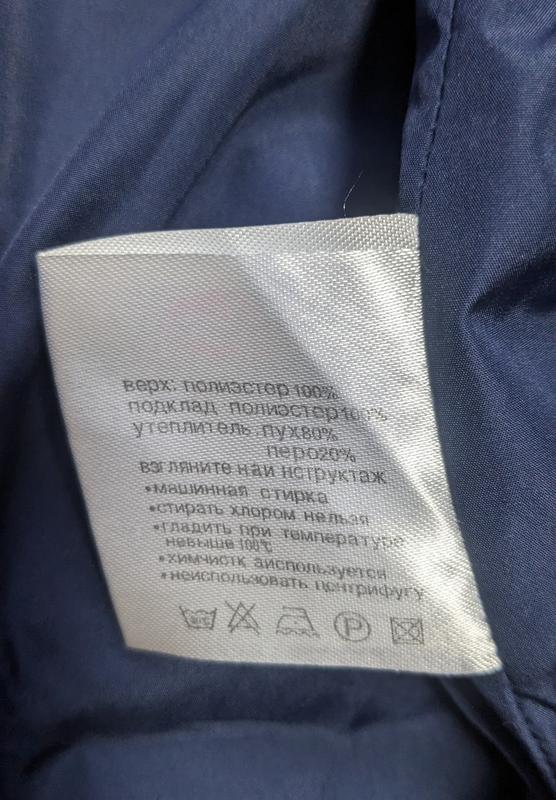 верх: полиэстер 100%
подклад полиэстер100%
утеплитель.пух80%
перо20%
взгляните наи нструктаж
•машинная стирка
•стирать хлором нельзя
•гладить при температуре
невыше 100℃
•химчистк аиспользуется
•неиспользовать центрифугу
P